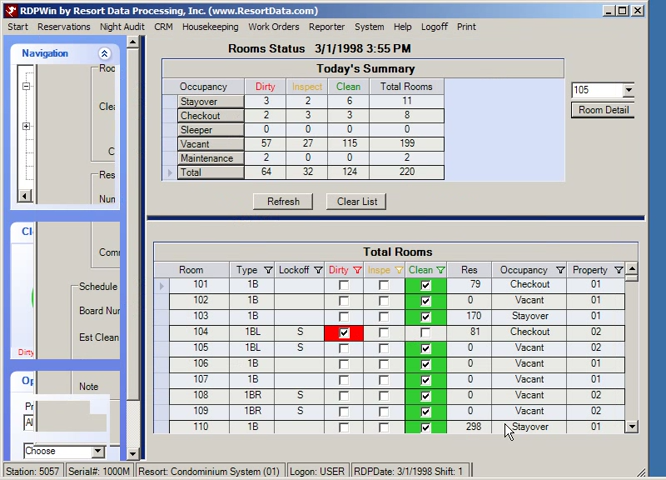 RDPWin by Resort Data Processing, Inc. (www.ResortData.com)
Start Reservations Night Audit CRM Housekeeping Work Orders Reporter System Help Logoff Print
Navigation
Roo
Clea
C
Res
Num
Comm
Schedule
Board Num
Est Clean
Dirty
Note
Op
Choose
Rooms Status 3/1/1998 3:55 PM
Today's Summary
Occupancy Dirty Inspect Clean Total Rooms
Stayover 3 2 6 11
Checkout 2 3 3 8
Sleeper 0 0 0 0
Vacant 57 27 115 199
Maintenance 2 0 0 2
Total 64 32 124 220
105
Room Detail
Refresh Clear List
Total Rooms
Room Type Lockoff Dirty Inspe Clean Res Occupancy Property
101 1B 79 Checkout 01
102 1B 0 Vacant 01
103 1B 170 Stayover 01
104 1BL S 81 Checkout 02
105 1BL S 0 Vacant 02
106 1B 0 Vacant 01
107 1B 0 Vacant 01
108 1BR S 0 Vacant 02
109 1BR S 0 Vacant 02
110 1B 298 Stayover 01
Station: 5057 Serial#: 1000M Resort: Condominium System (01) Logon: USER RDPDate: 3/1/1998 Shift: 1